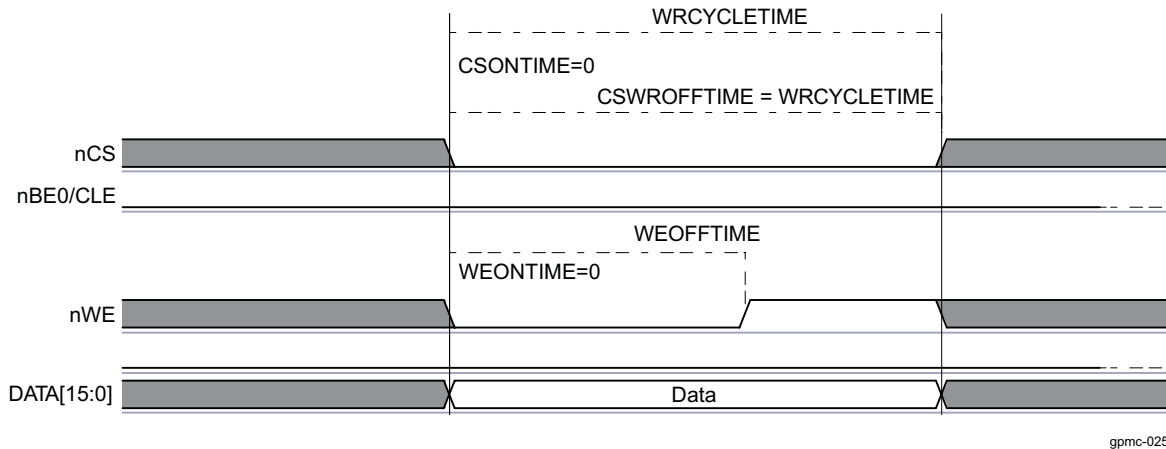 WRCYCLETIME
CSONTIME=0
CSWROFFTIME = WRCYCLETIME
nCS
nBE0/CLE
WEOFFTIME
WEONTIME=0
nWE
DATA[15:0]
Data
gpmc-025